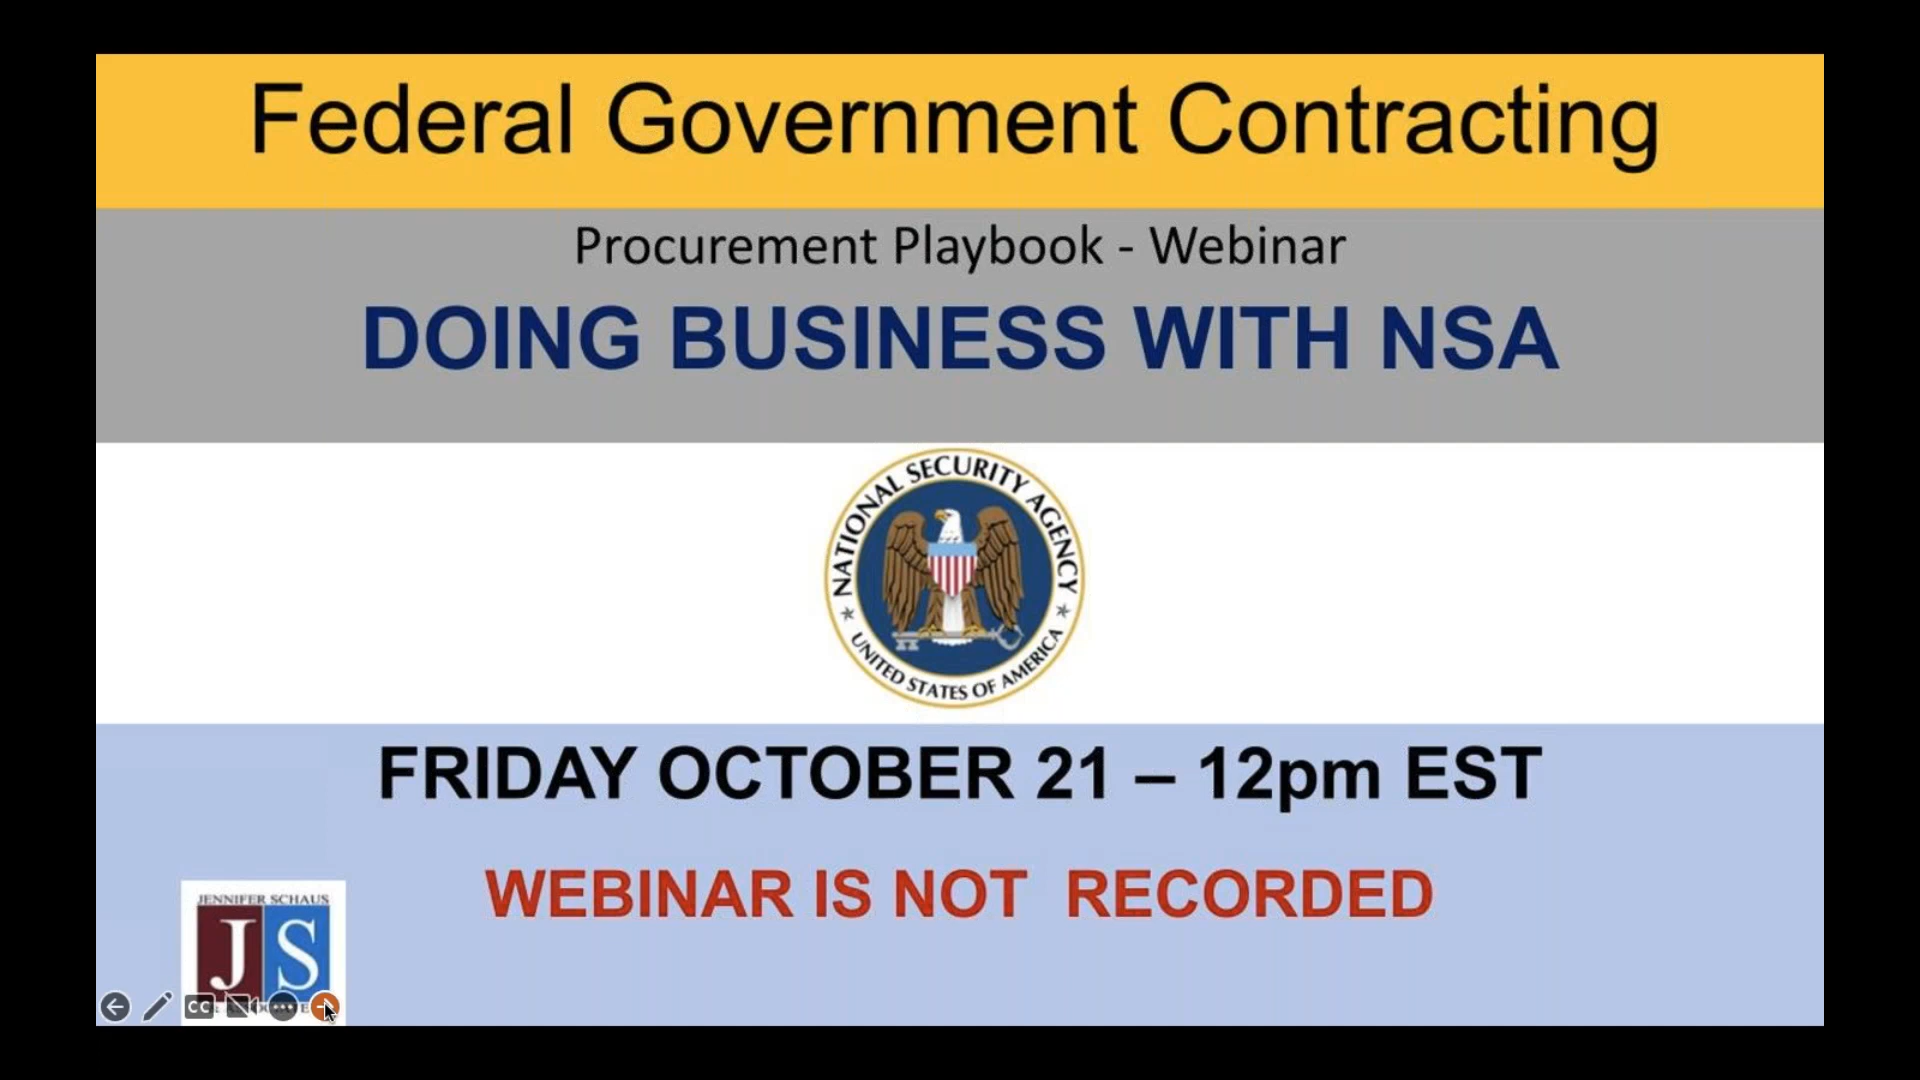 Federal Government Contracting
Procurement Playbook - Webinar
DOING BUSINESS WITH NSA
NATIONAL SECURITY AGENCY
UNITED STATES OF AMERICA
FRIDAY OCTOBER 21 – 12pm EST
WEBINAR IS NOT RECORDED
JENNIFER SCHAUS
JS
CC